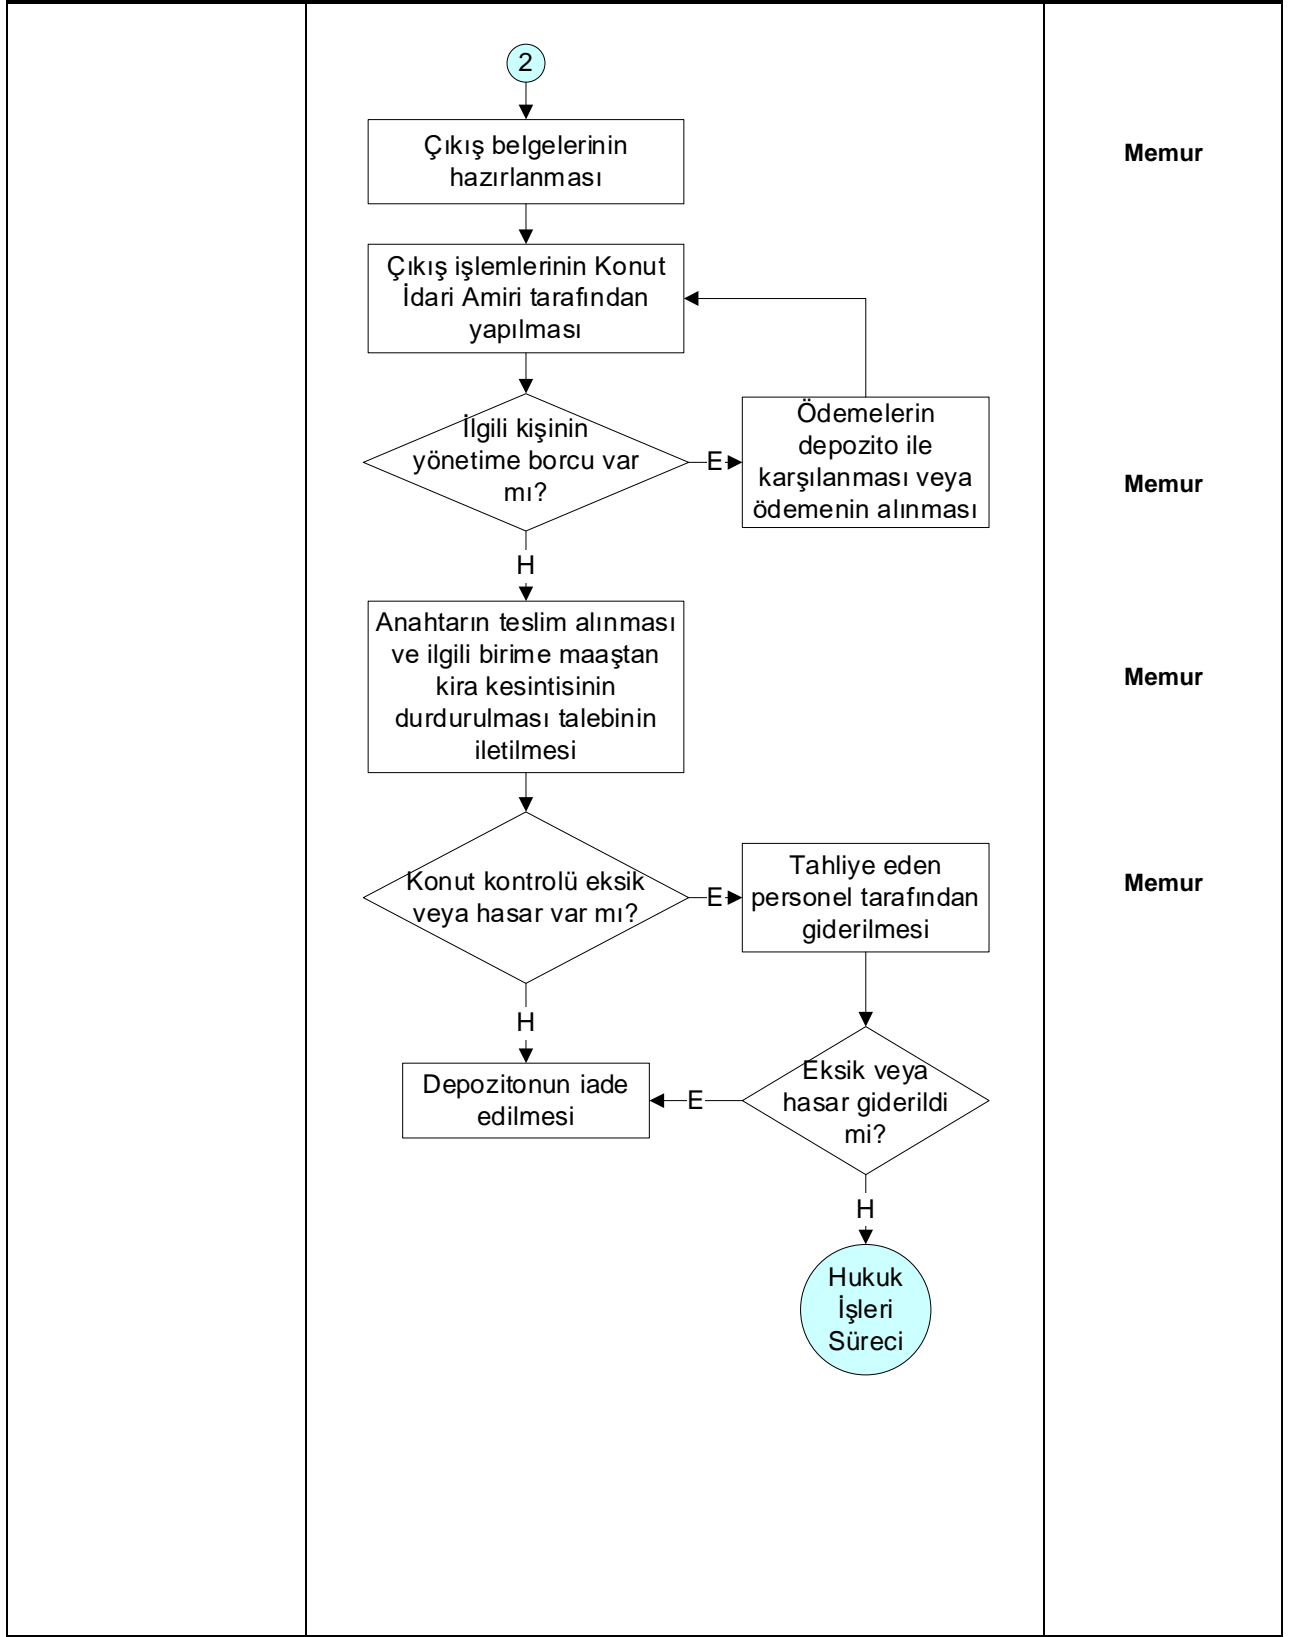 2
Çıkış belgelerinin
hazırlanması
Memur
Çıkış işlemlerinin Konut
İdari Amiri tarafından
yapılması
İlgili kişinin
yönetime borcu var
mı?
E
Ödemelerin
depozito ile
karşılanması veya
ödemenin alınması
Memur
H
Anahtarın teslim alınması
ve ilgili birime maaştan
kira kesintisinin
durdurulması talebinin
iletilmesi
Memur
Konut kontrolü eksik
veya hasar var mı?
E
Tahliye eden
personel tarafından
giderilmesi
Memur
H
Depozitonun iade
edilmesi
E
Eksik veya
hasar giderildi
mi?
H
Hukuk
İşleri
Süreci